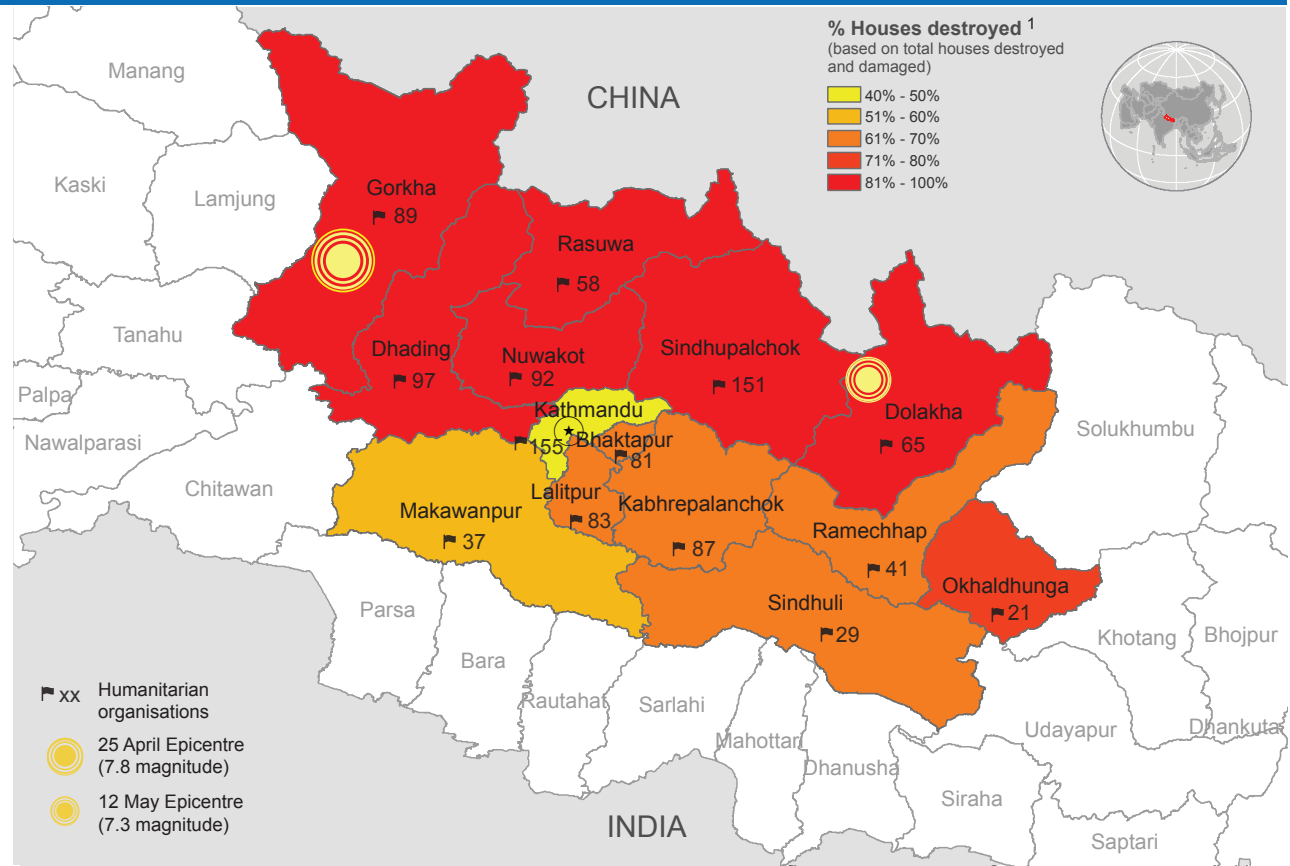 % Houses destroyed 1
(based on total houses destroyed
and damaged)
40% - 50%
51% - 60%
61% - 70%
71% - 80%
81% - 100%
CHINA
Manang
Kaski
Lamjung
Gorkha
89
Rasuwa
58
Tanahu
Dhading
97
Nuwakot
92
Sindhupalchok
151
Dolakha
65
Palpa
Nawalparasi
Chitawan
Kathmandu
155
Bhaktapur
81
Solukhumbu
Makawanpur
37
Lalitpur
83
Kabhrepalanchok
87
Ramechhap
41
Okhaldhunga
21
Sindhuli
29
Parsa
Bara
Rautahat
Sarlahi
Mahottari
Dhanusha
Siraha
Saptari
Udayapur
Khotang
Bhojpur
Dhankuta
INDIA
xx Humanitarian
organisations
25 April Epicentre
(7.8 magnitude)
12 May Epicentre
(7.3 magnitude)